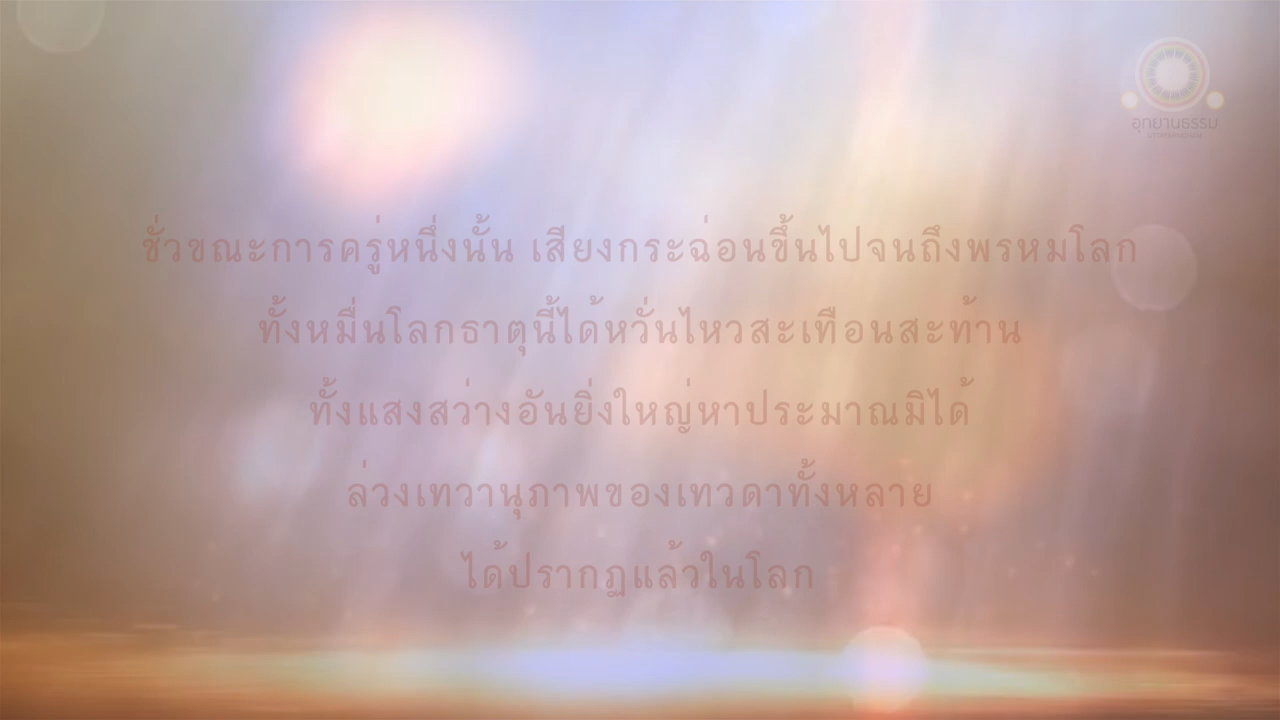 อุทยานธรรม
UTTAYANNDHAM
ชั่วขณะการครู่หนึ่งนั้น เสียงกระฉ่อนขึ้นไปจนถึงพรหมโลก
ทั้งหมื่นโลกธาตุนี้ได้หวั่นไหวสะเทือนสะท้าน
ทั้งแสงสว่างอันยิ่งใหญ่หาประมาณมิได้
ล่วงเทวานุภาพของเทวดาทั้งหลาย
ได้ปรากฏแล้วในโลก